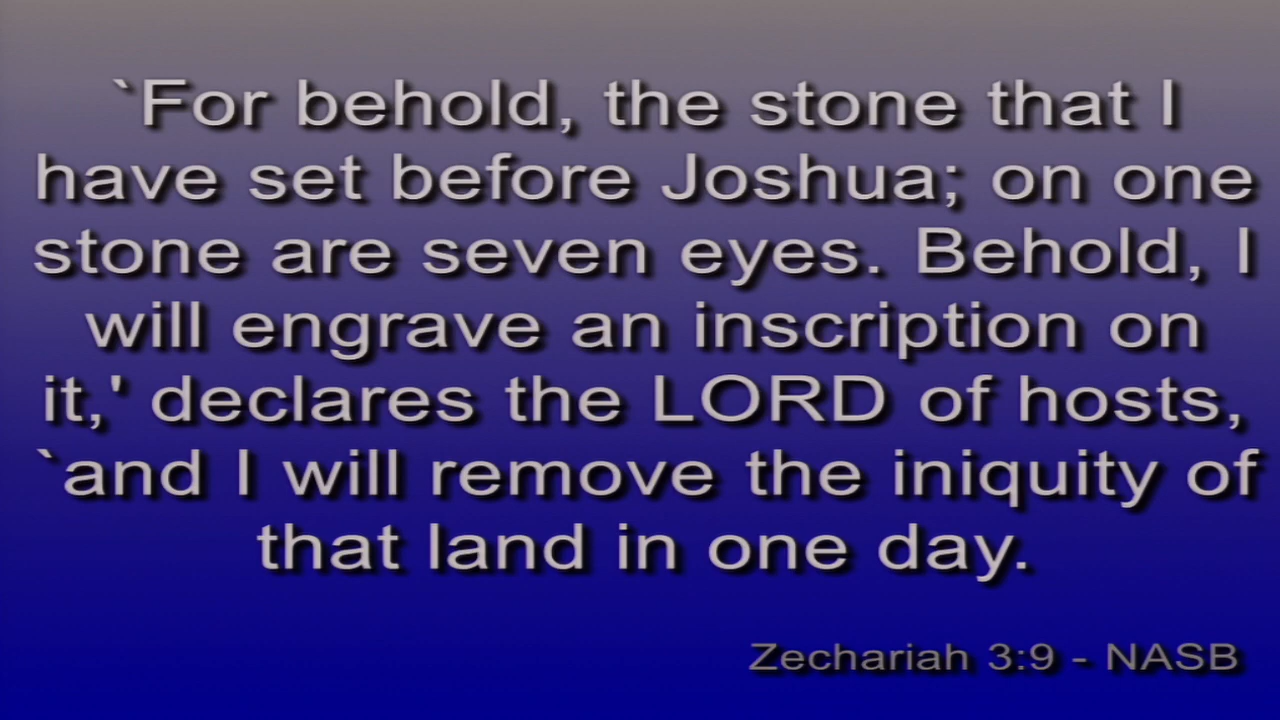 `For behold, the stone that I
have set before Joshua; on one
stone are seven eyes. Behold, I
will engrave an inscription on
it,' declares the LORD of hosts,
`and I will remove the iniquity of
that land in one day.
Zechariah 3:9 - NASB